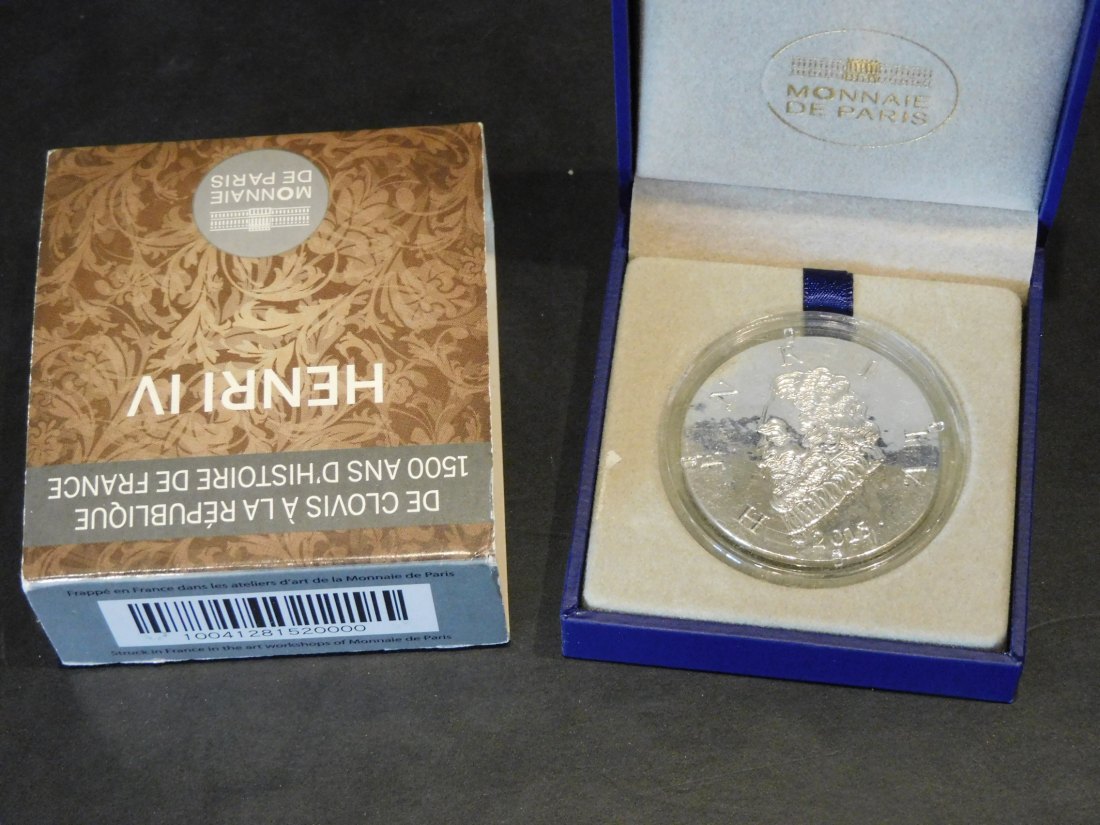 MONNAIE
DE PARIS
HENRI IV
DE CLOVIS À LA RÉPUBLIQUE
1500 ANS D'HISTOIRE DE FRANCE
Frappé en France dans les ateliers d'art de la Monnaie de Paris
10041281520000
Struck in France in the art workshops of Monnaie de Paris
MONNAIE
DE PARIS